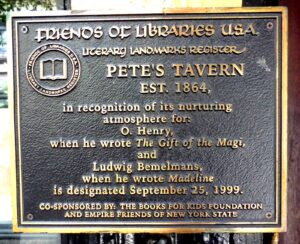 FRIENDS OF LIBRARIES U.S.A.
LITERARY LANDMARKS REGISTER
PETE'S TAVERN
EST. 1864,
in recognition of its nurturing
atmosphere for:
O. Henry,
when he wrote The Gift of the Magi,
and
Ludwig Bemelmans,
when he wrote Madeline
is designated September 25, 1999.
CO-SPONSORED BY: THE BOOKS FOR KIDS FOUNDATION
AND EMPIRE FRIENDS OF NEW YORK STATE